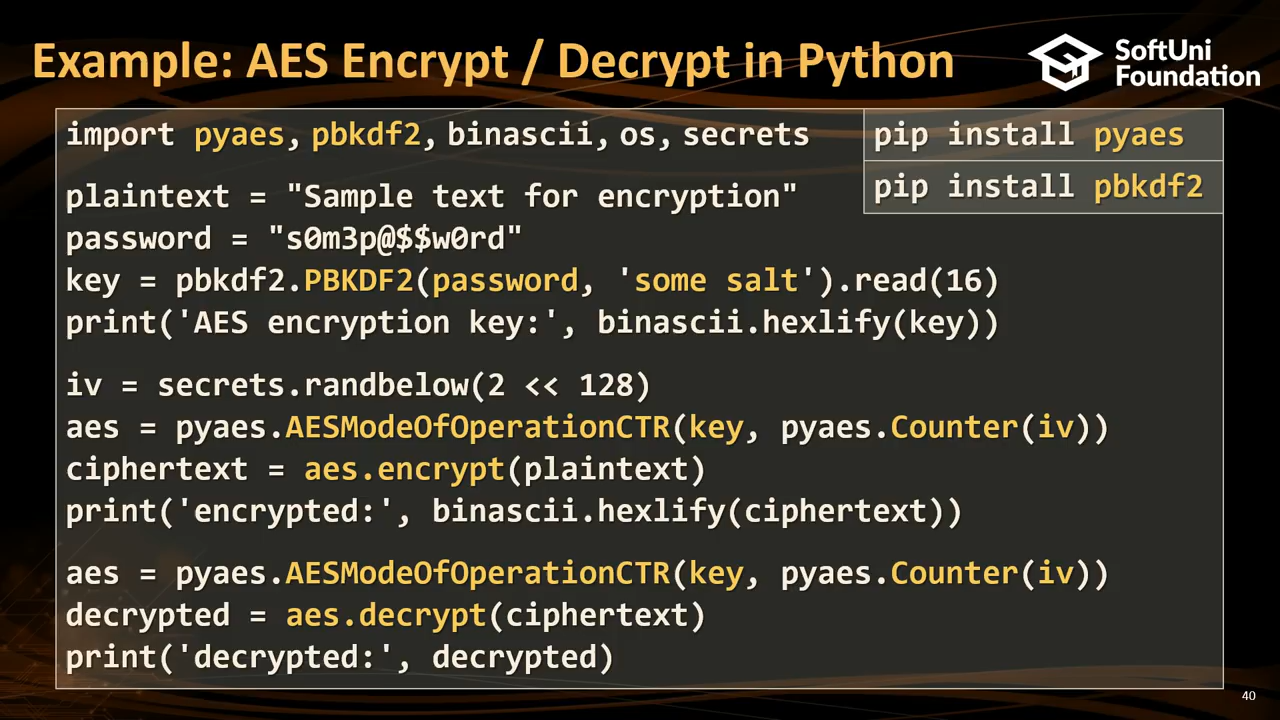 Example: AES Encrypt / Decrypt in Python
SoftUni
Foundation
import pyaes, pbkdf2, binascii, os, secrets
pip install pyaes
pip install pbkdf2
plaintext = "Sample text for encryption"
password = "s0m3p@$$w0rd"
key = pbkdf2.PBKDF2(password, 'some salt').read(16)
print('AES encryption key:', binascii.hexlify(key))
iv = secrets.randbelow(2 << 128)
aes = pyaes.AESModeOfOperationCTR(key, pyaes.Counter(iv))
ciphertext = aes.encrypt(plaintext)
print('encrypted:', binascii.hexlify(ciphertext))
aes = pyaes.AESModeOfOperationCTR(key, pyaes.Counter(iv))
decrypted = aes.decrypt(ciphertext)
print('decrypted:', decrypted)
40